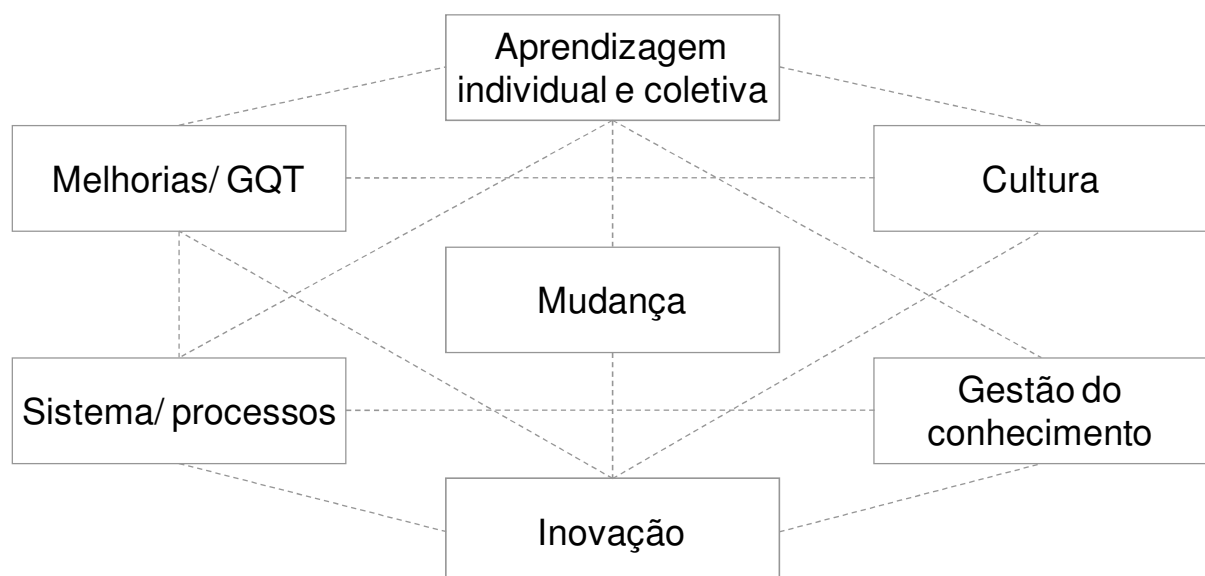 Aprendizagem
individual e coletiva
Melhorias/ GQT
Cultura
Mudança
Sistema/ processos
Gestão do
conhecimento
Inovação